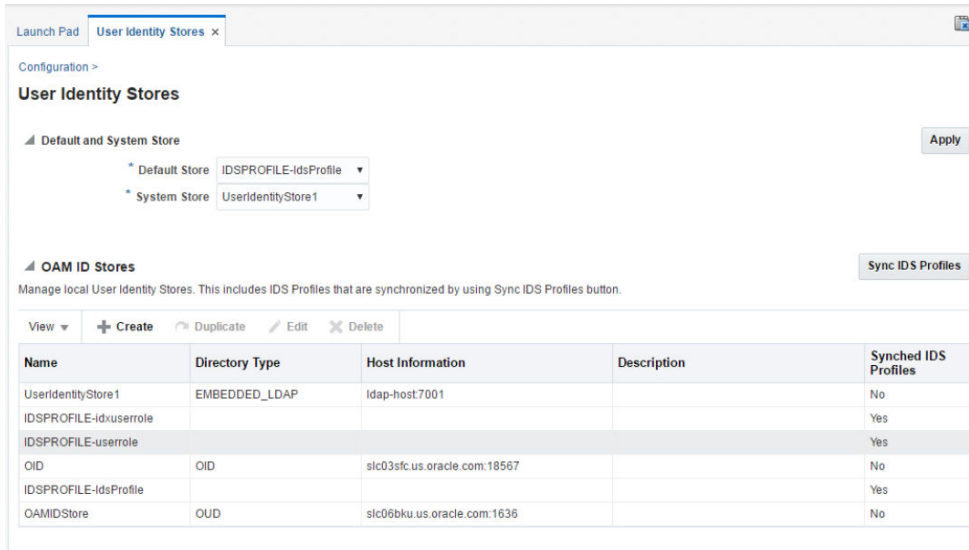 Launch Pad User Identity Stores ×
Configuration >
User Identity Stores
Default and System Store Apply
* Default Store IDSPROFILE-IdsProfile
* System Store UserIdentityStore1
OAM ID Stores Sync IDS Profiles
Manage local User Identity Stores. This includes IDS Profiles that are synchronized by using Sync IDS Profiles button.
View Create Duplicate Edit Delete
Name Directory Type Host Information Description Synched IDS Profiles
UserIdentityStore1 EMBEDDED_LDAP ldap-host:7001 No
IDSPROFILE-idxuserrole Yes
IDSPROFILE-userrole Yes
OID OID slc03sfc.us.oracle.com:18567 No
IDSPROFILE-IdsProfile Yes
OAMIDStore OUD slc06bku.us.oracle.com:1636 No